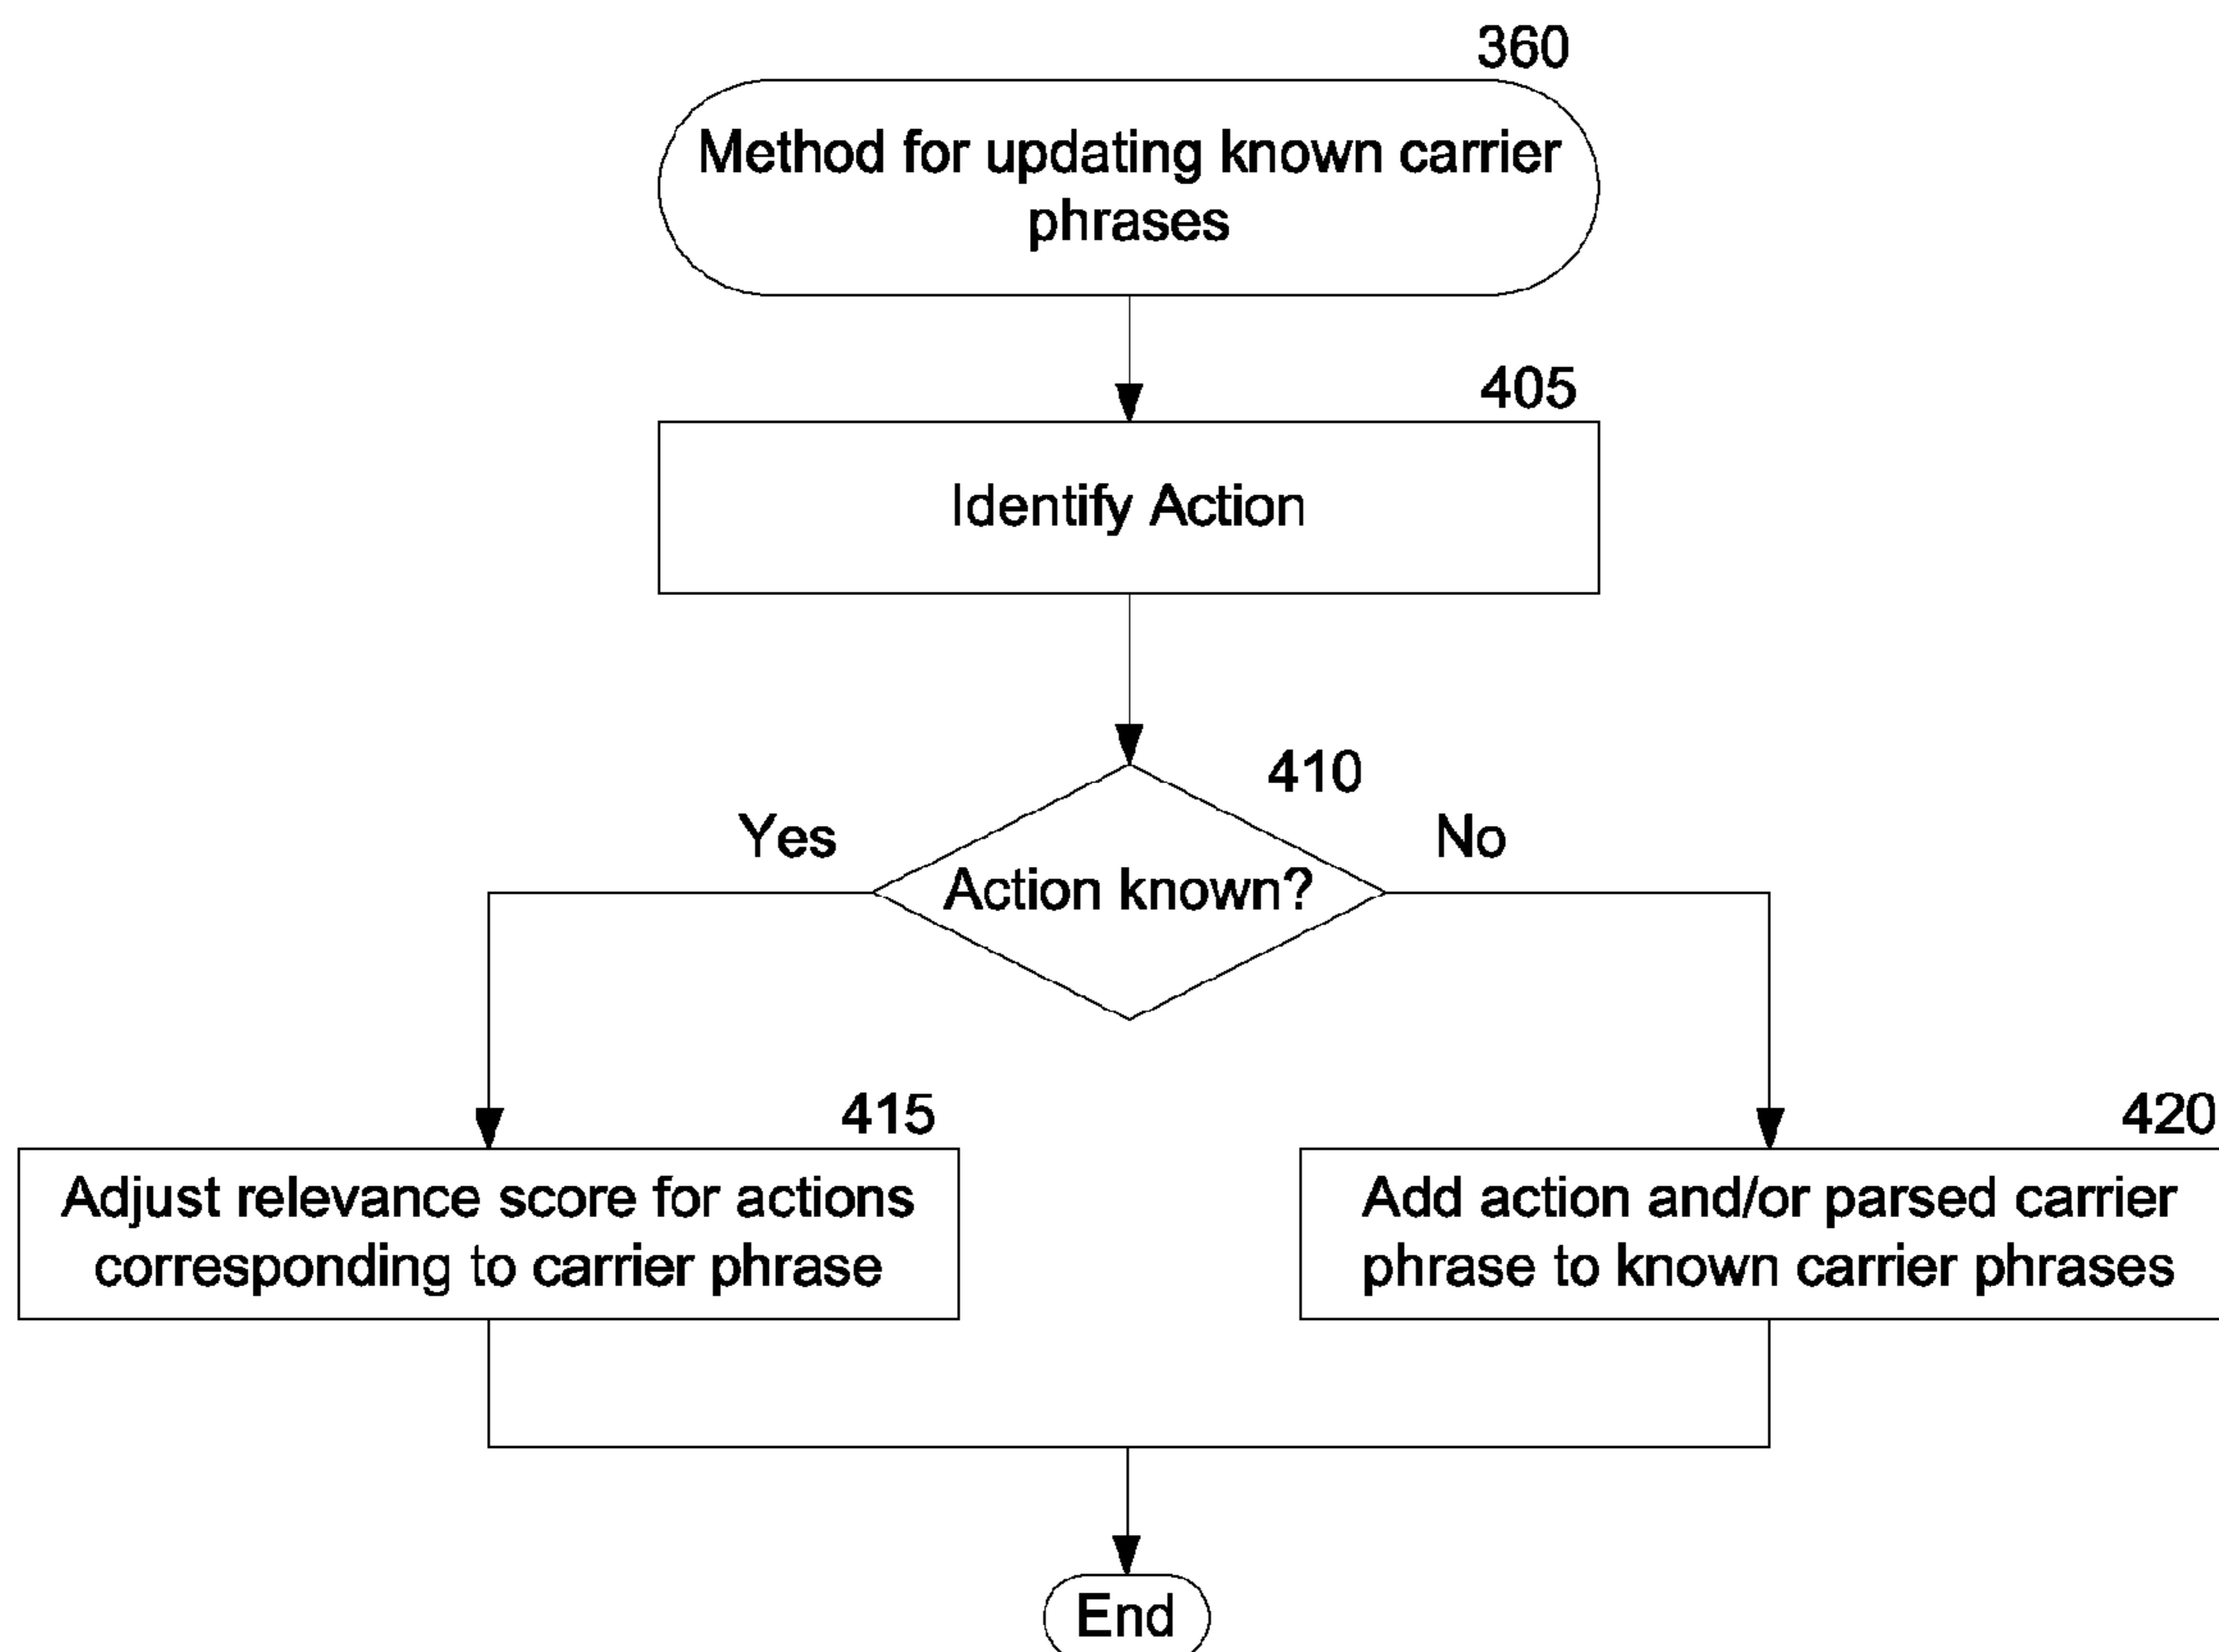 360
Method for updating known carrier
phrases
405
Identify Action
410
Yes
No
Action known?
415
420
Adjust relevance score for actions
corresponding to carrier phrase
Add action and/or parsed carrier
phrase to known carrier phrases
End